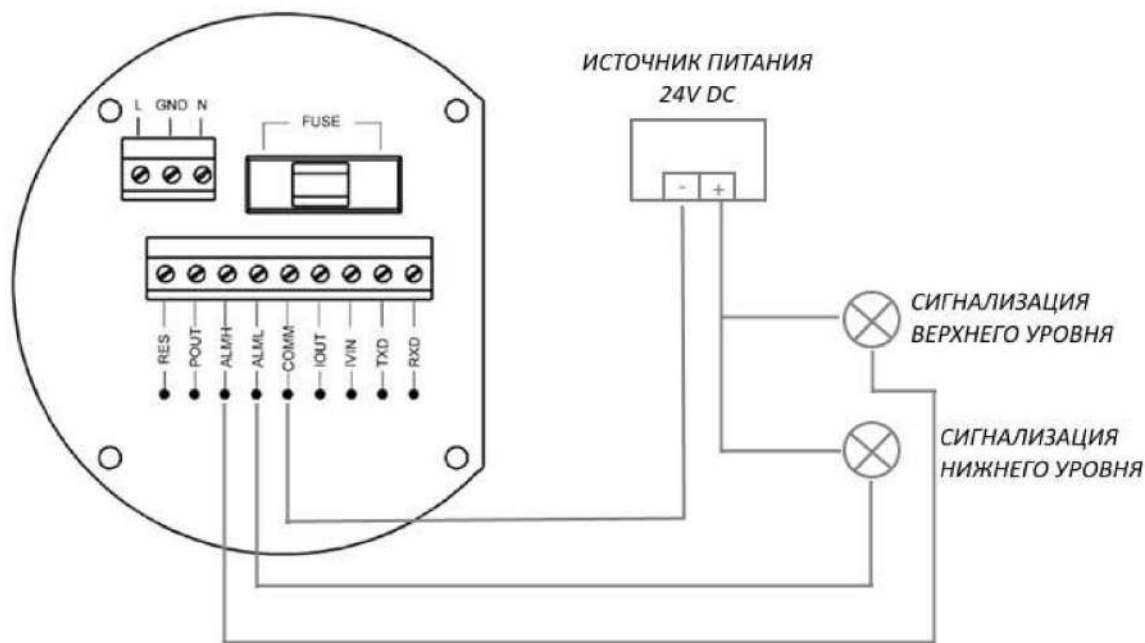 ИСТОЧНИК ПИТАНИЯ
24V DC
- +
L GND N
FUSE
RES
POUT
ALMH
ALML
COMM
IOUT
IVIN
TXD
RXD
СИГНАЛИЗАЦИЯ
ВЕРХНЕГО УРОВНЯ
СИГНАЛИЗАЦИЯ
НИЖНЕГО УРОВНЯ